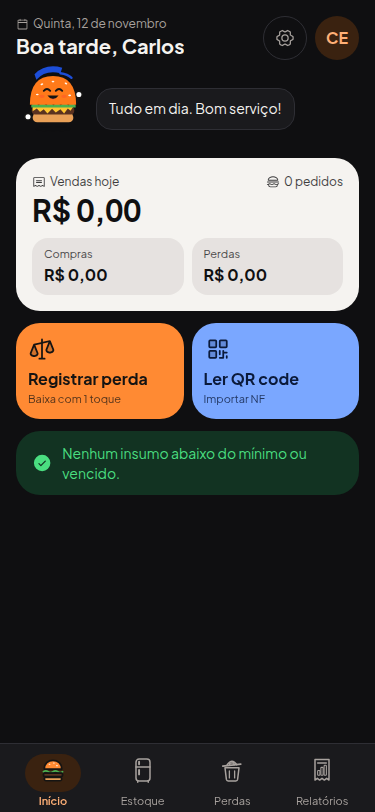 Quinta, 12 de novembro
Boa tarde, Carlos
CE
Tudo em dia. Bom serviço!
Vendas hoje
0 pedidos
R$ 0,00
Compras
R$ 0,00
Perdas
R$ 0,00
Registrar perda
Baixa com 1 toque
Ler QR code
Importar NF
Nenhum insumo abaixo do mínimo ou
vencido.
Início
Estoque
Perdas
Relatórios